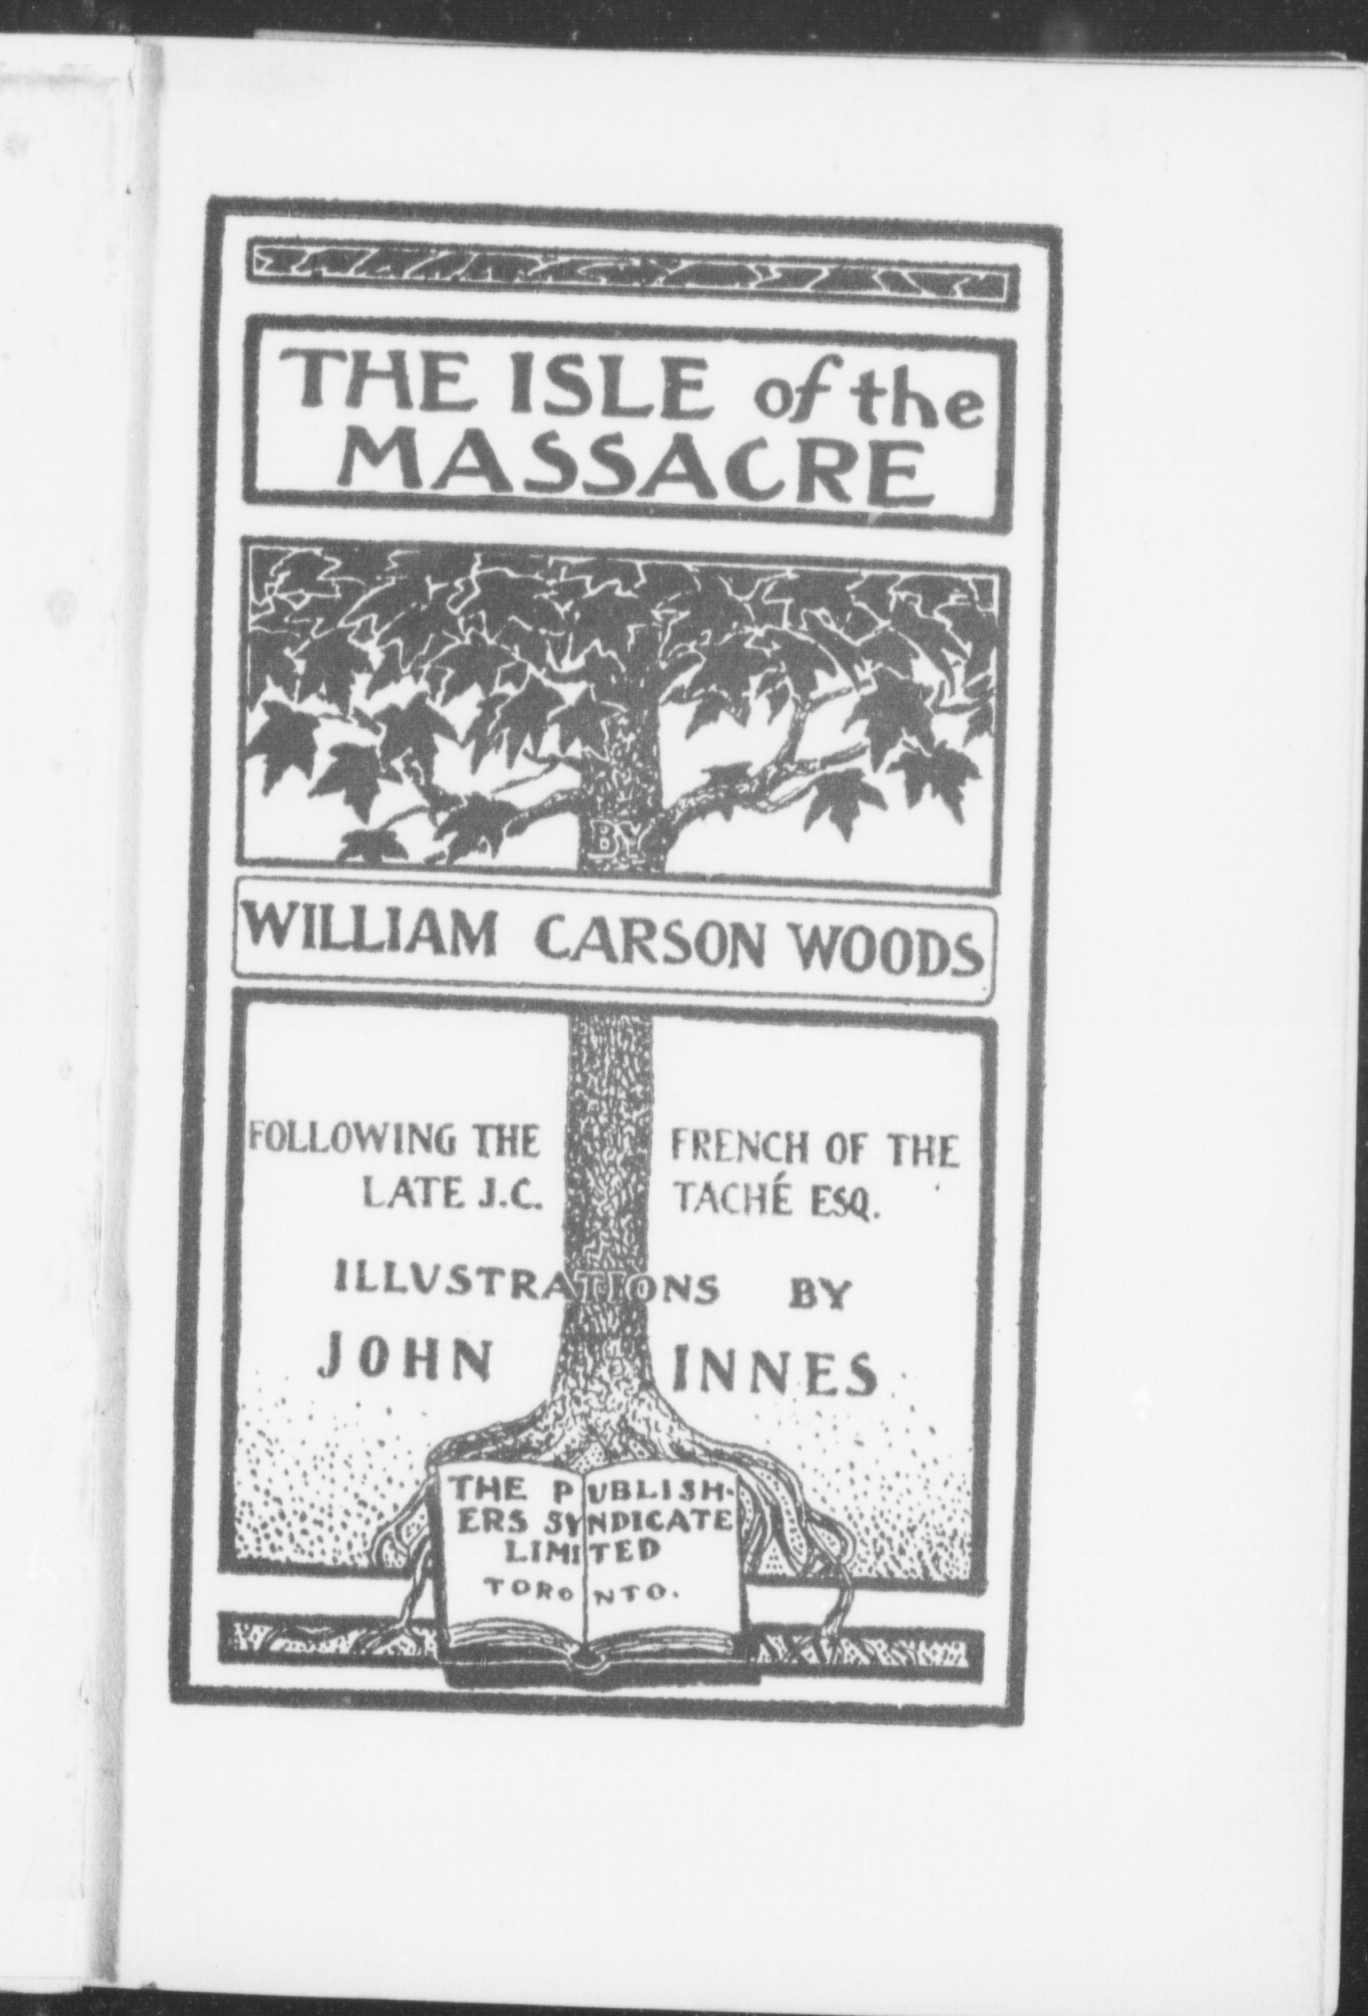 THE ISLE of the
MASSACRE
BY
WILLIAM CARSON WOODS
FOLLOWING THE FRENCH OF THE
LATE J.C. TACHÉ ESQ.
ILLVSTRATIONS BY
JOHN INNES
THE PUBLISH-
ERS SYNDICATE
LIMITED
TORONTO.